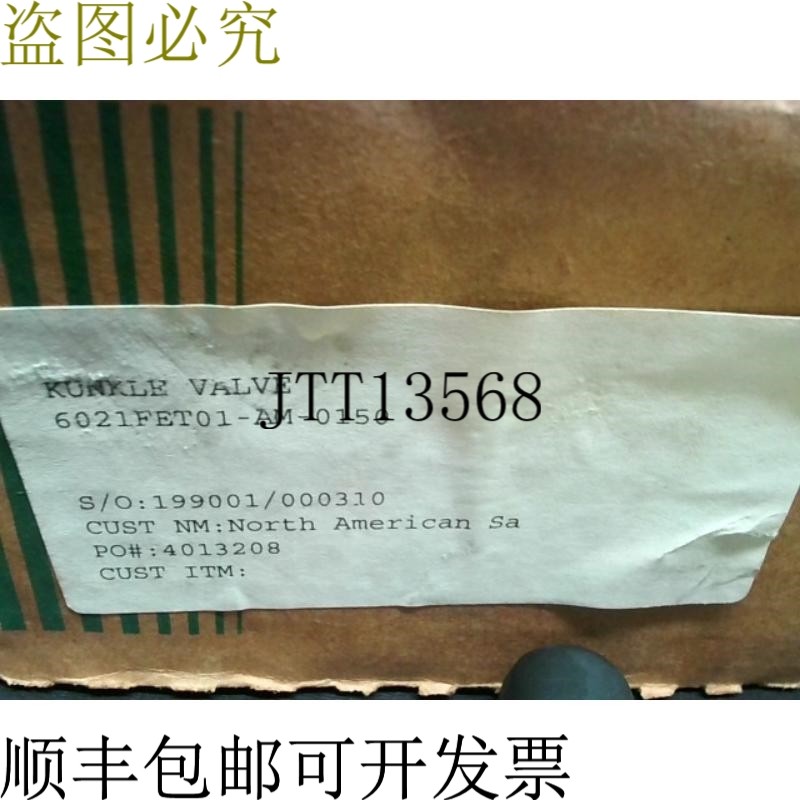 盗图必究
KUNKLE VALVE
JTT13568
6021FET01-AM-0150
S/O:199001/000310
CUST NM:North American Sa
PO#:4013208
CUST ITM:
顺丰包邮可开发票